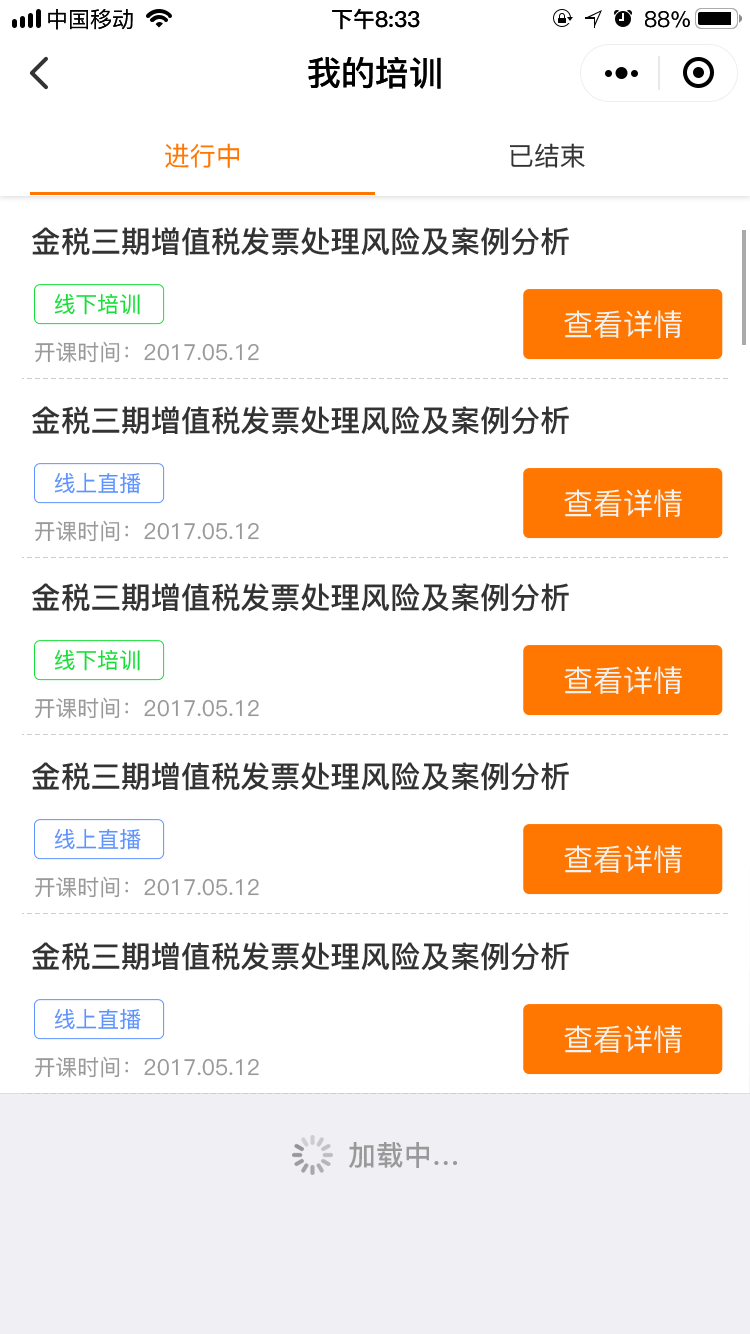 中国移动 下午8:33 88%
我的培训
进行中 已结束
金税三期增值税发票处理风险及案例分析
线下培训
查看详情
开课时间：2017.05.12
金税三期增值税发票处理风险及案例分析
线上直播
查看详情
开课时间：2017.05.12
金税三期增值税发票处理风险及案例分析
线下培训
查看详情
开课时间：2017.05.12
金税三期增值税发票处理风险及案例分析
线上直播
查看详情
开课时间：2017.05.12
金税三期增值税发票处理风险及案例分析
线上直播
查看详情
开课时间：2017.05.12
加载中...